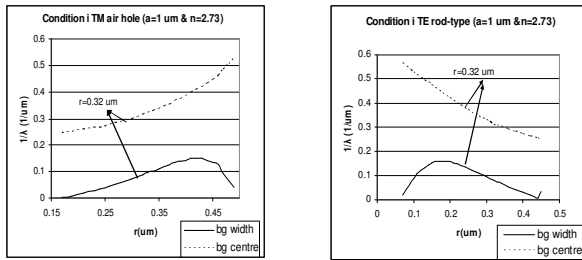 Condition i TM air hole (a=1 um & n=2.73)
1/λ (1/um)
0.6
0.5
0.4
0.3
0.2
0.1
0
r=0.32 um
0.15 0.25 0.35 0.45
r(um)
bg width
bg centre
Condition i TE rod-type (a=1 um &n=2.73)
1/λ (1/um)
0.6
0.5
0.4
0.3
0.2
0.1
0
r=0.32 um
0 0.1 0.2 0.3 0.4 0.5
r(um)
bg width
bg centre